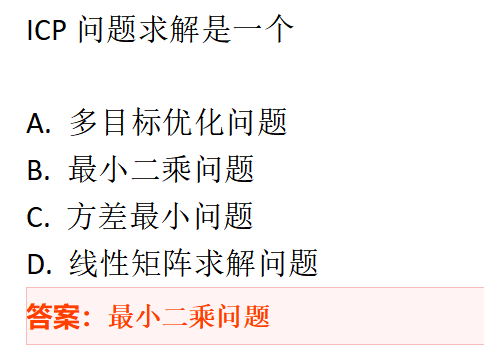 ICP 问题求解是一个
A. 多目标优化问题
B. 最小二乘问题
C. 方差最小问题
D. 线性矩阵求解问题
答案：最小二乘问题